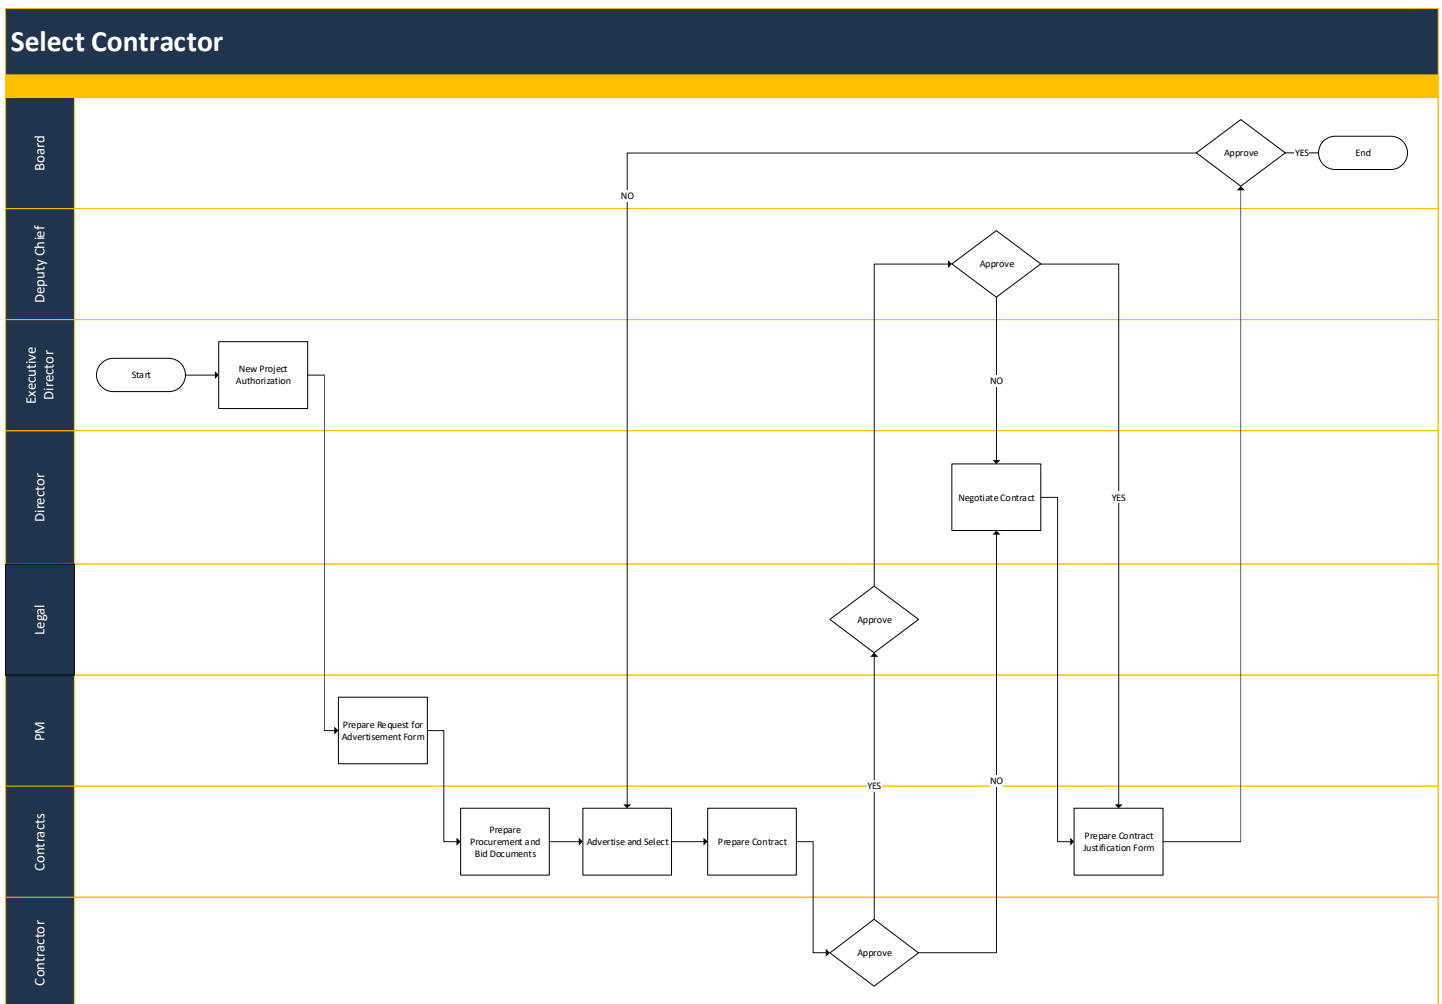 Select Contractor
Board
Approve
YES
End
NO
Deputy Chief
Approve
Executive
Director
Start
New Project
Authorization
NO
Director
Negotiate Contract
YES
Legal
Approve
PM
Prepare Request for
Advertisement Form
YES
NO
Contracts
Prepare
Procurement and
Bid Documents
Advertise and Select
Prepare Contract
Prepare Contract
Justification Form
Contractor
Approve